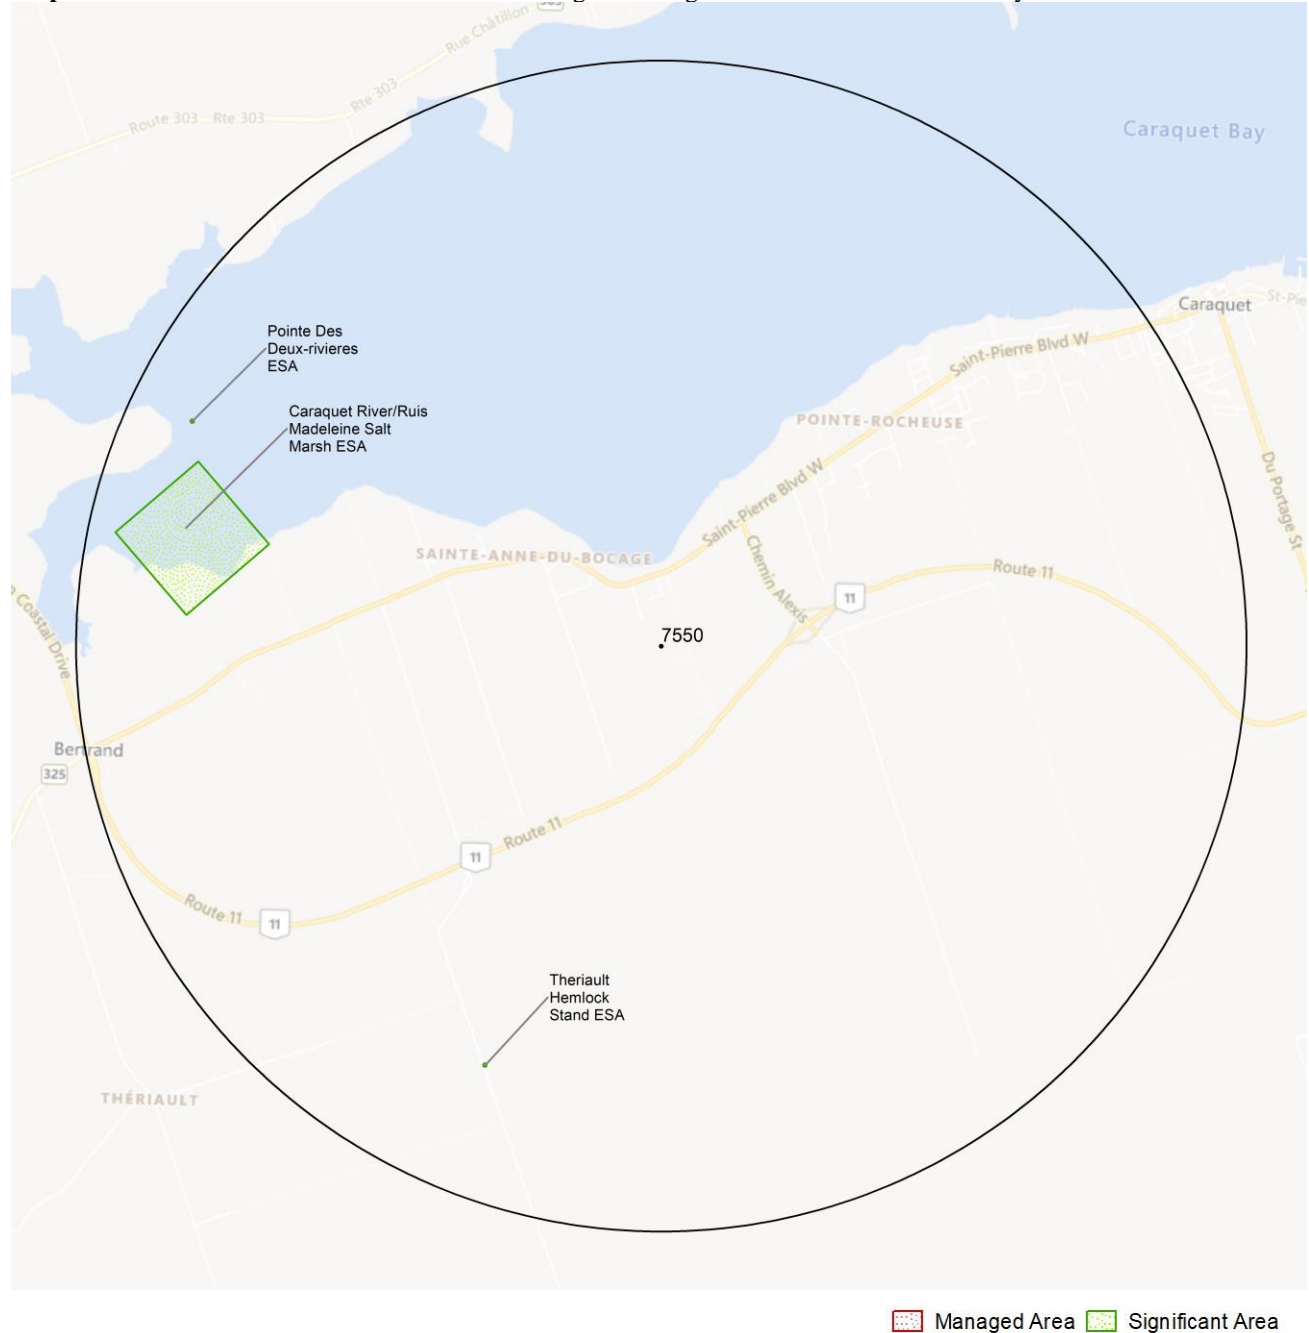 Rue Châtillon
Rte 303
Route 303 Rte 303
Caraquet Bay
Caraquet
Pointe Des
Deux-rivieres
ESA
Saint-Pierre Blvd W
Caraquet River/Ruis
Madeleine Salt
Marsh ESA
POINTE-ROCHEUSE
Saint-Pierre Blvd W
Du Portage St
SAINTE-ANNE-DU-BOCAGE
Chemin Alexis
Route 11
11
Coastal Drive
7550
Bertrand
325
Route 11
11
Route 11
11
Theriault
Hemlock
Stand ESA
THÉRIAULT
Managed Area Significant Area